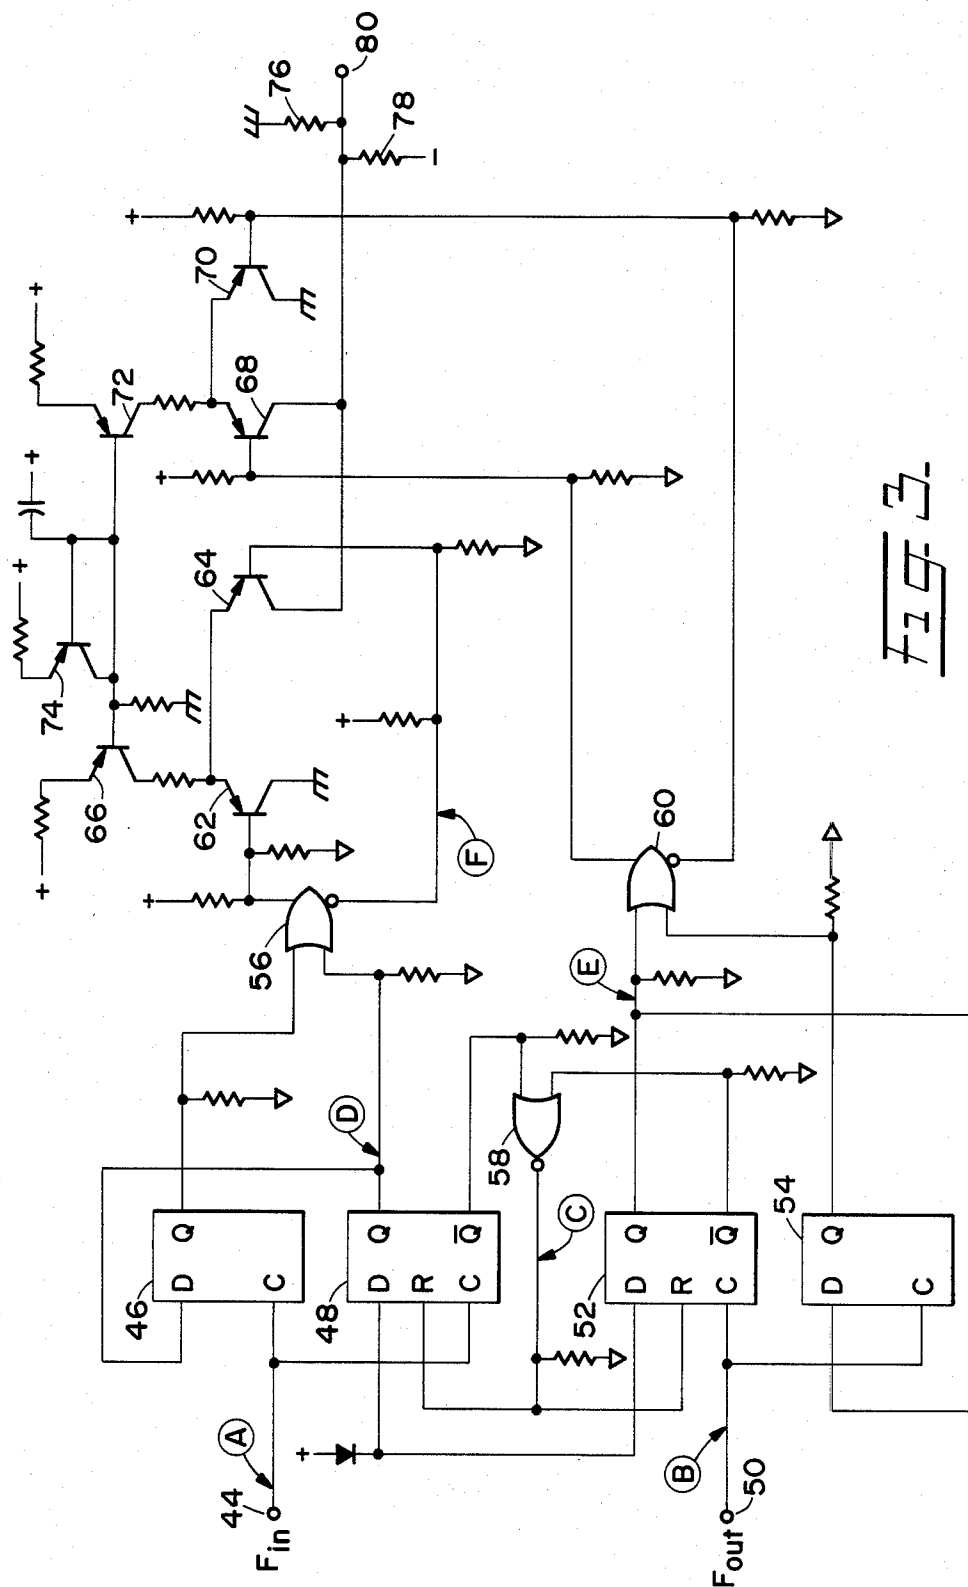 80
76
78
+
70
+
72
68
+
+
+
74
64
66
62
+
+
+
F
60
56
E
D
58
C
54
46
D Q
C
48
D Q
R
C Q̅
52
D Q
R
C Q̅
D Q
C
+
A
44
Fin
B
50
Fout
Fig. 3.